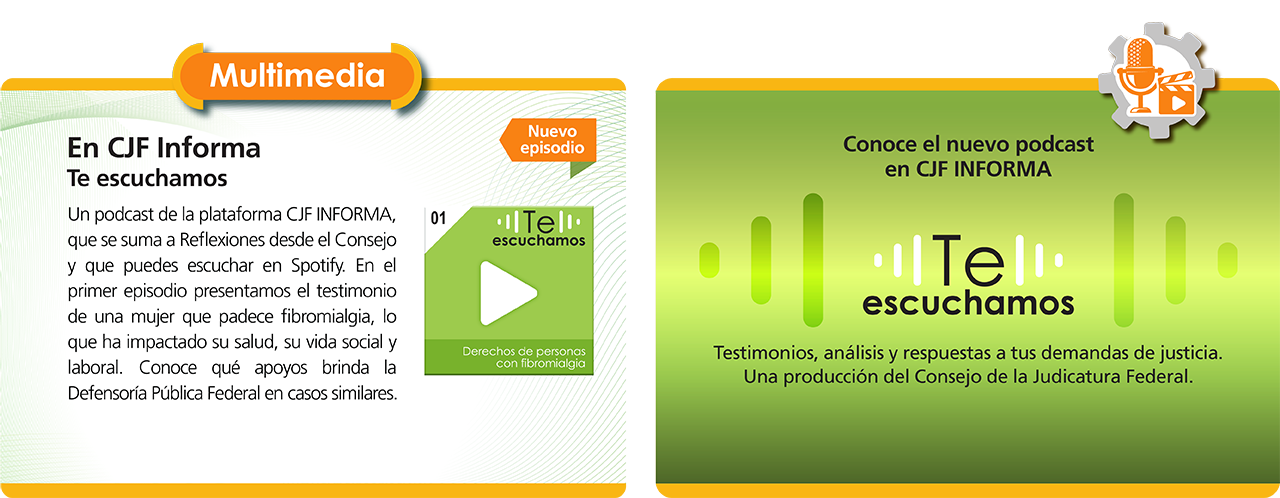 Multimedia
En CJF Informa
Te escuchamos
Nuevo
episodio
Un podcast de la plataforma CJF INFORMA,
que se suma a Reflexiones desde el Consejo
y que puedes escuchar en Spotify. En el
primer episodio presentamos el testimonio
de una mujer que padece fibromialgia, lo
que ha impactado su salud, su vida social y
laboral. Conoce qué apoyos brinda la
Defensoría Pública Federal en casos similares.
01
Te
escuchamos
Derechos de personas
con fibromialgia
Conoce el nuevo podcast
en CJF INFORMA
Te
escuchamos
Testimonios, análisis y respuestas a tus demandas de justicia.
Una producción del Consejo de la Judicatura Federal.